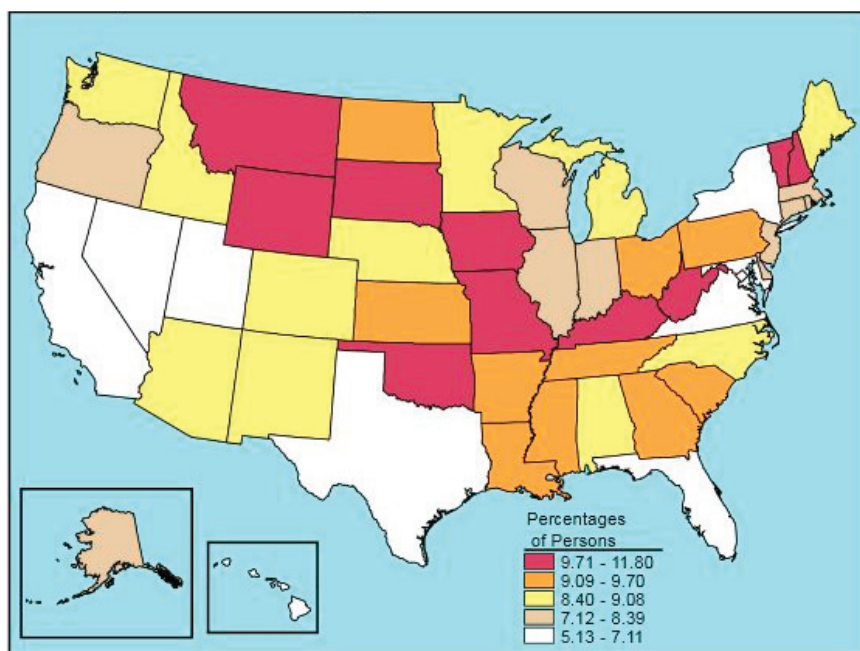 Percentages
of Persons
9.71 - 11.80
9.09 - 9.70
8.40 - 9.08
7.12 - 8.39
5.13 - 7.11